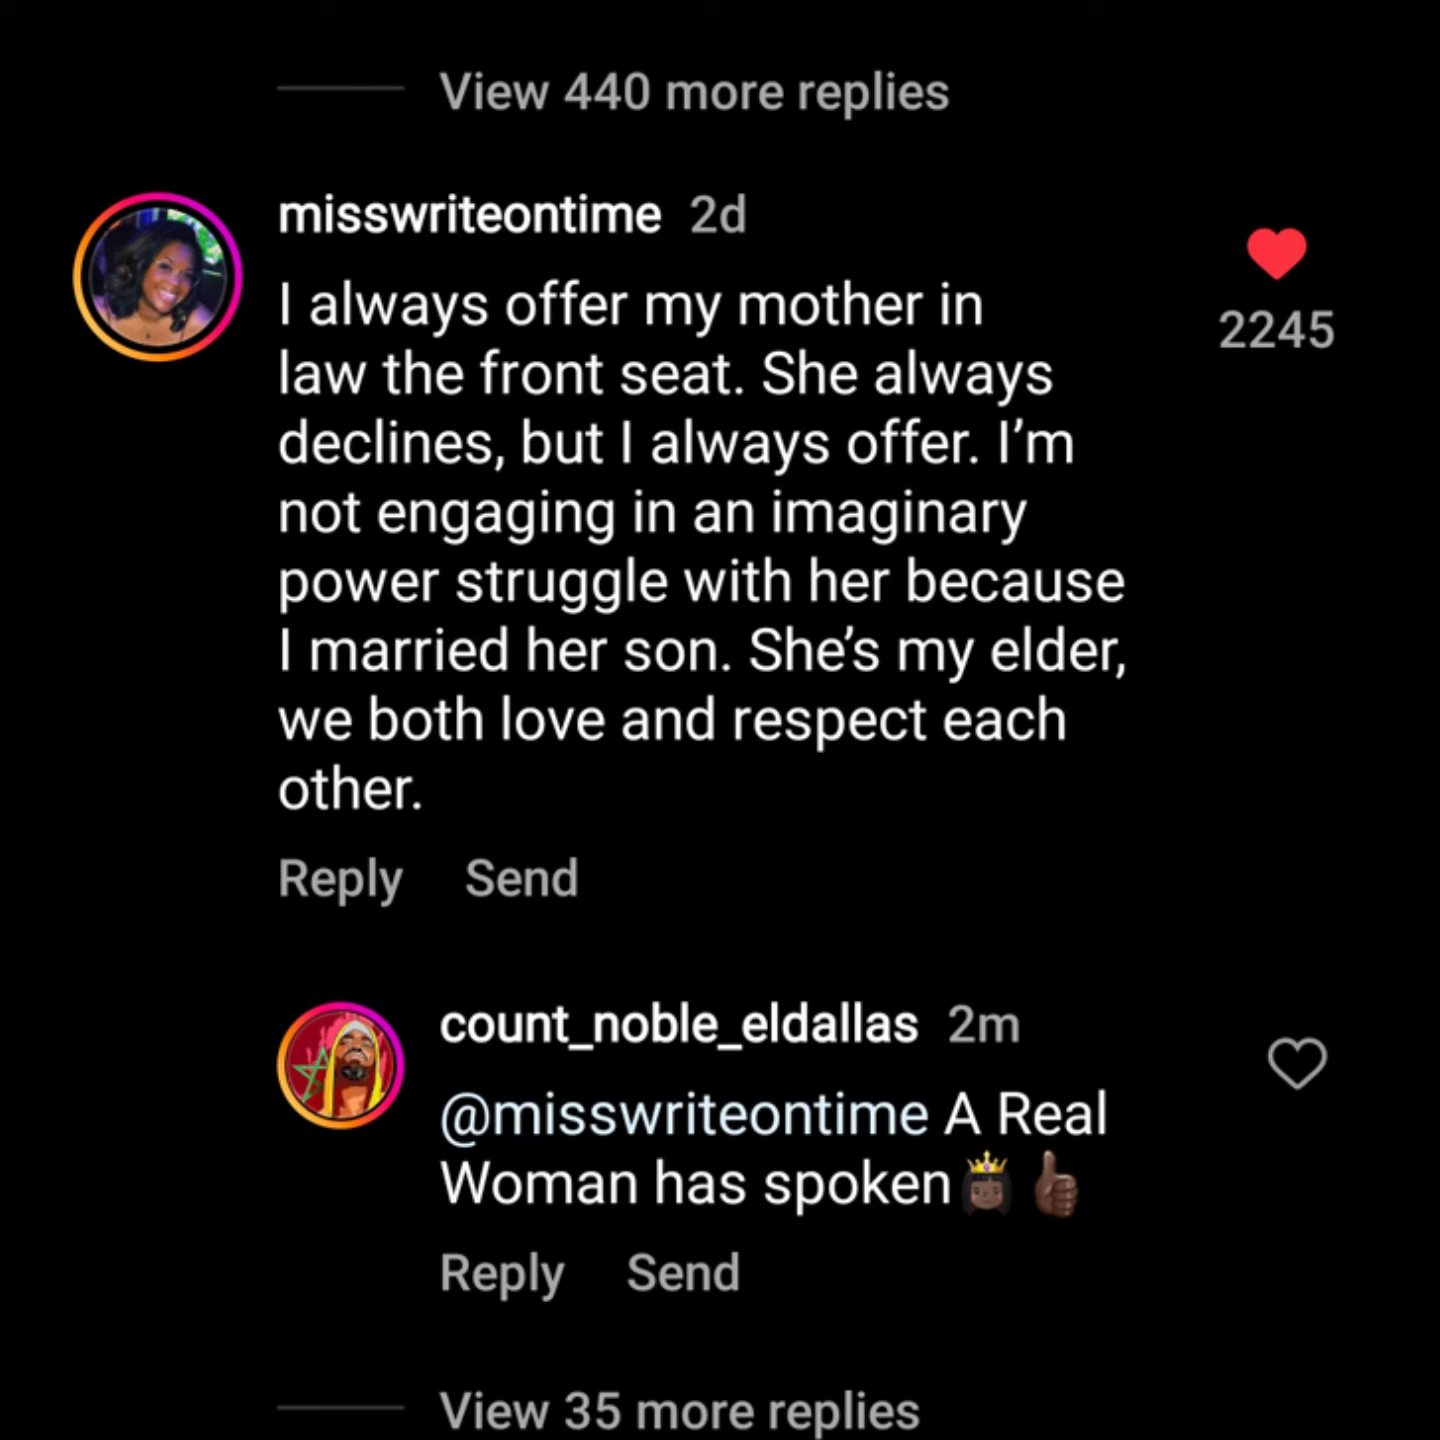 View 440 more replies
misswriteontime 2d
I always offer my mother in
law the front seat. She always
declines, but I always offer. I’m
not engaging in an imaginary
power struggle with her because
I married her son. She’s my elder,
we both love and respect each
other.
2245
Reply Send
count_noble_eldallas 2m
@misswriteontime A Real
Woman has spoken👸🏿👍🏿
Reply Send
View 35 more replies